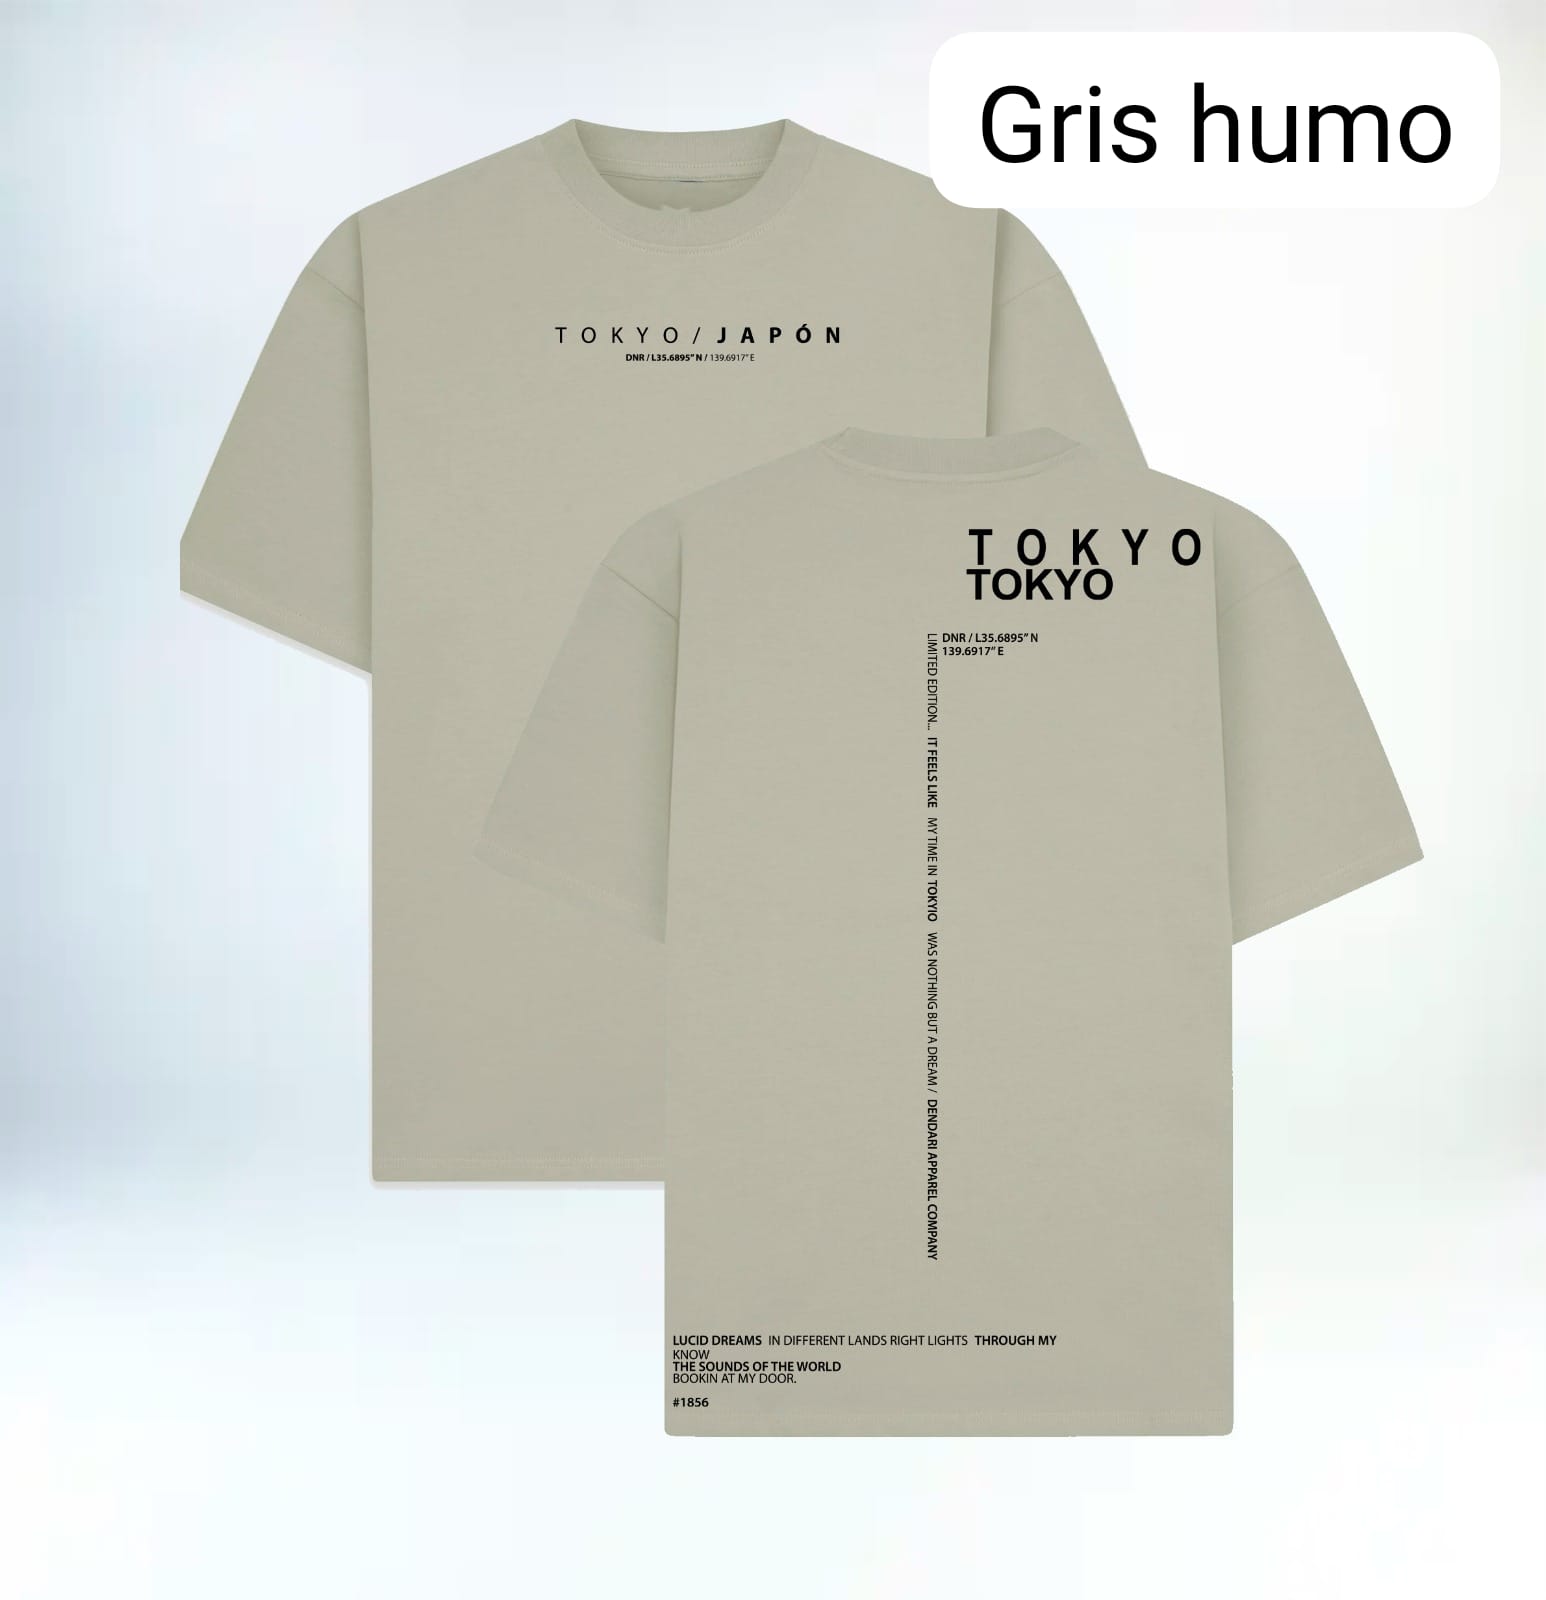 Gris humo
TOKYO/JAPÓN
DNR / L35.6895” N / 139.6917” E
TOKYO
TOKYO
DNR / L35.6895” N
139.6917” E
LIMITED EDITION... IT FEELS LIKE MY TIME IN TOKYIO WAS NOTHING BUT A DREAM / DENDARI APPAREL COMPANY
LUCID DREAMS IN DIFFERENT LANDS RIGHT LIGHTS THROUGH MY
KNOW
THE SOUNDS OF THE WORLD
BOOKIN AT MY DOOR.
#1856